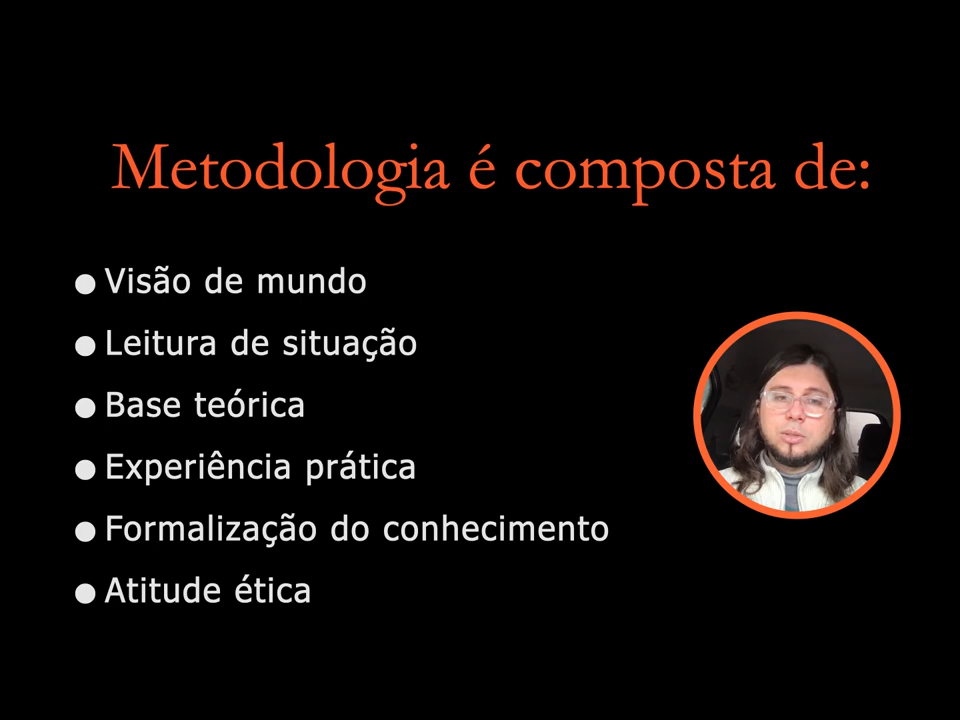 Metodologia é composta de:
• Visão de mundo
• Leitura de situação
• Base teórica
• Experiência prática
• Formalização do conhecimento
• Atitude ética